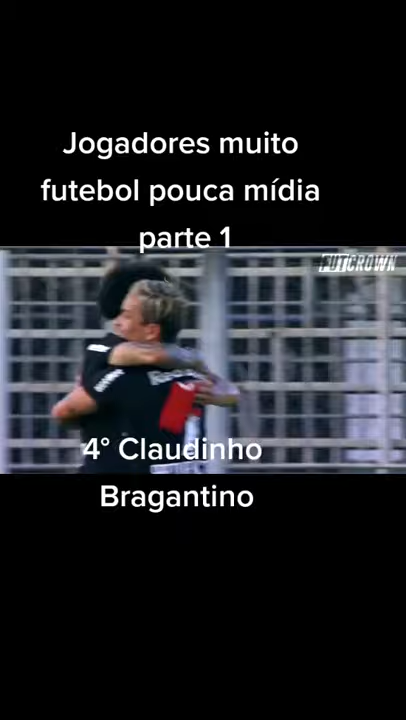 Jogadores muito
futebol pouca mídia
parte 1
FUTCROWN
4° Claudinho
Bragantino